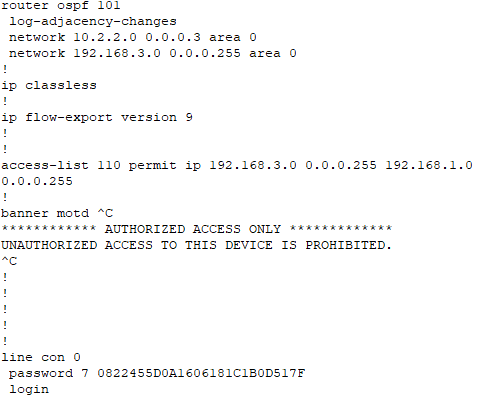 router ospf 101
 log-adjacency-changes
 network 10.2.2.0 0.0.0.3 area 0
 network 192.168.3.0 0.0.0.255 area 0
!
ip classless
!
ip flow-export version 9
!
!
access-list 110 permit ip 192.168.3.0 0.0.0.255 192.168.1.0
0.0.0.255
!
banner motd ^C
************ AUTHORIZED ACCESS ONLY *************
UNAUTHORIZED ACCESS TO THIS DEVICE IS PROHIBITED.
^C
!
!
!
!
!
line con 0
 password 7 0822455D0A1606181C1B0D517F
 login